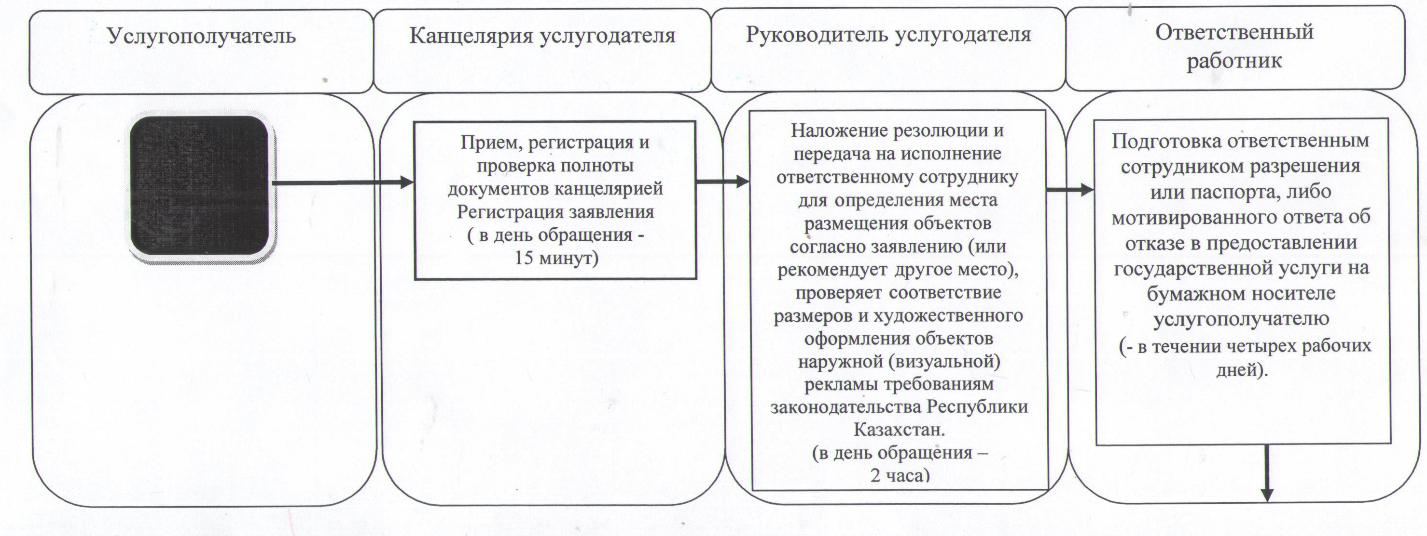 Услугополучатель
Канцелярия услугодателя
Руководитель услугодателя
Ответственный
работник
Прием, регистрация и
проверка полноты
документов канцелярией
Регистрация заявления
( в день обращения -
15 минут)
Наложение резолюции и
передача на исполнение
ответственному сотруднику
для определения места
размещения объектов
согласно заявлению (или
рекомендует другое место),
проверяет соответствие
размеров и художественного
оформления объектов
наружной (визуальной)
рекламы требованиям
законодательства Республики
Казахстан.
(в день обращения –
2 часа)
Подготовка ответственным
сотрудником разрешения
или паспорта, либо
мотивированного ответа об
отказе в предоставлении
государственной услуги на
бумажном носителе
услугополучателю
(- в течении четырех рабочих
дней).